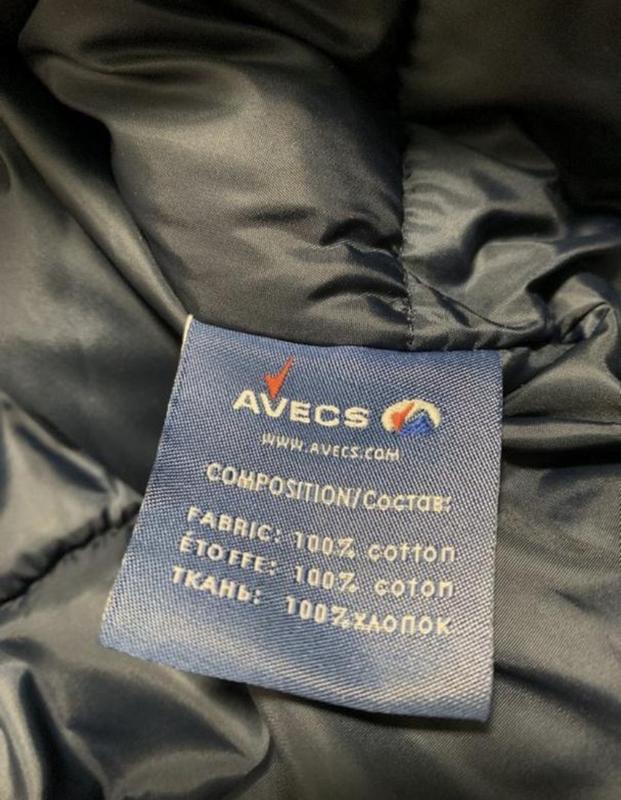 AVECS
WWW.AVECS.COM
COMPOSITION/Состав:
FABRIC: 100% cotton
ÉTOFFE: 100% coton
ТКАНЬ: 100% хлопок